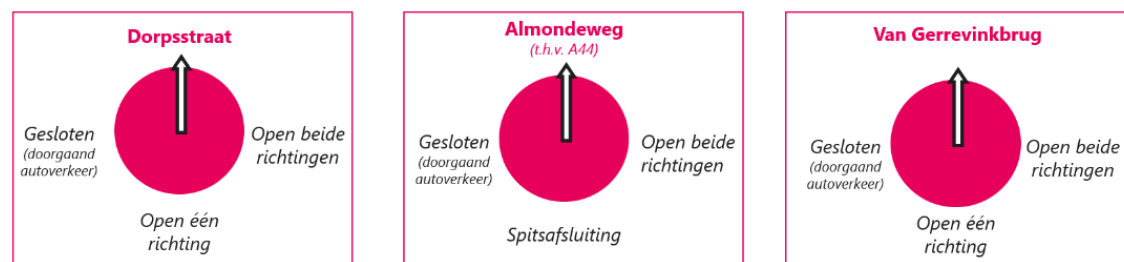 Dorpsstraat
Gesloten
(doorgaand
autoverkeer)
Open beide
richtingen
Open één
richting
Almondeweg
(t.h.v. A44)
Gesloten
(doorgaand
autoverkeer)
Open beide
richtingen
Spitsafsluiting
Van Gerrevinkbrug
Gesloten
(doorgaand
autoverkeer)
Open beide
richtingen
Open één
richting